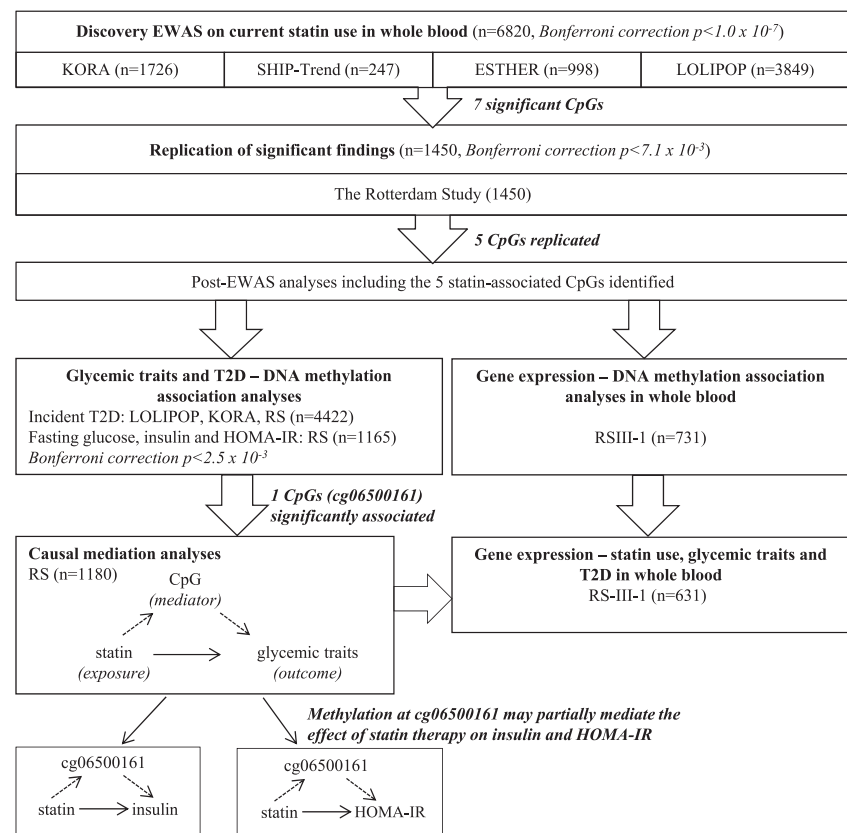 Discovery EWAS on current statin use in whole blood (n=6820, Bonferroni correction p<1.0 x 10-7)
KORA (n=1726)
SHIP-Trend (n=247)
ESTHER (n=998)
LOLIPOP (n=3849)
7 significant CpGs
Replication of significant findings (n=1450, Bonferroni correction p<7.1 x 10-3)
The Rotterdam Study (1450)
5 CpGs replicated
Post-EWAS analyses including the 5 statin-associated CpGs identified
Glycemic traits and T2D – DNA methylation
association analyses
Incident T2D: LOLIPOP, KORA, RS (n=4422)
Fasting glucose, insulin and HOMA-IR: RS (n=1165)
Bonferroni correction p<2.5 x 10-3
Gene expression – DNA methylation association
analyses in whole blood
RSIII-1 (n=731)
1 CpGs (cg06500161)
significantly associated
Causal mediation analyses
RS (n=1180)
CpG
(mediator)
statin
(exposure)
glycemic traits
(outcome)
Gene expression – statin use, glycemic traits and
T2D in whole blood
RS-III-1 (n=631)
Methylation at cg06500161 may partially mediate the
effect of statin therapy on insulin and HOMA-IR
cg06500161
statin
insulin
cg06500161
statin
HOMA-IR